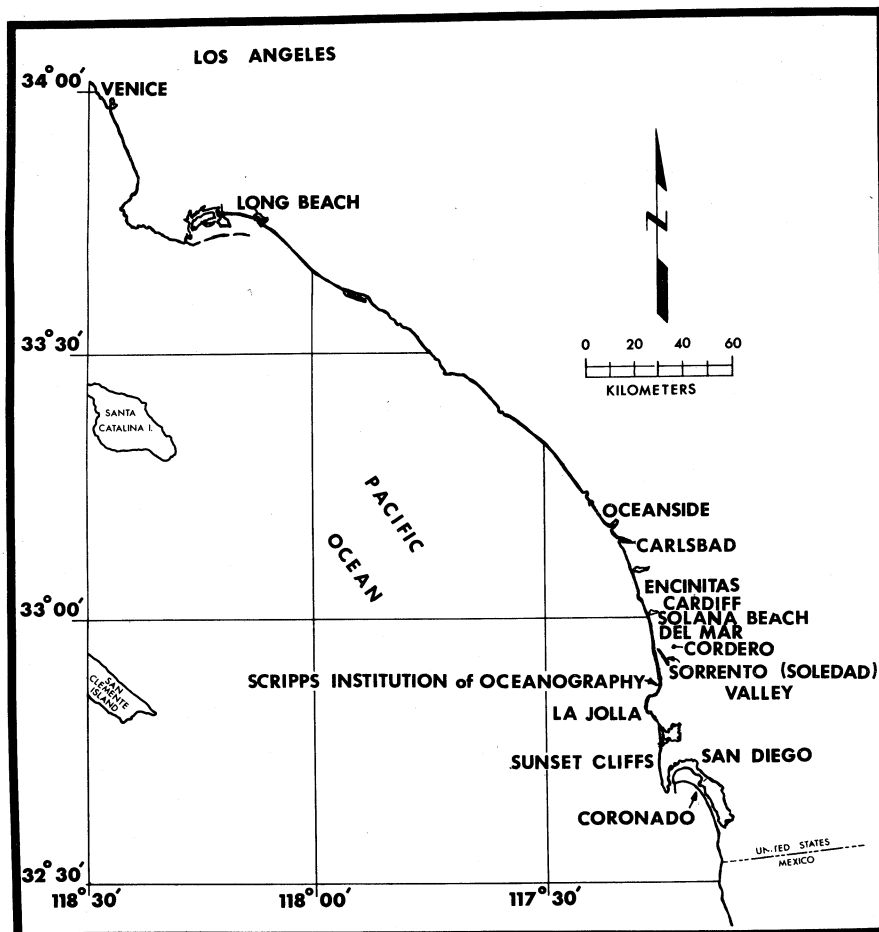 LOS ANGELES
34°00′
VENICE
LONG BEACH
N
33°30′
0 20 40 60
KILOMETERS
SANTA
CATALINA I.
PACIFIC
OCEAN
OCEANSIDE
CARLSBAD
ENCINITAS
CARDIFF
33°00′
SOLANA BEACH
DEL MAR
CORDERO
SORRENTO (SOLEDAD)
VALLEY
SCRIPPS INSTITUTION of OCEANOGRAPHY
SAN
CLEMENTE
ISLAND
LA JOLLA
SUNSET CLIFFS
SAN DIEGO
CORONADO
UNITED STATES
MEXICO
32°30′
118°30′
118°00′
117°30′